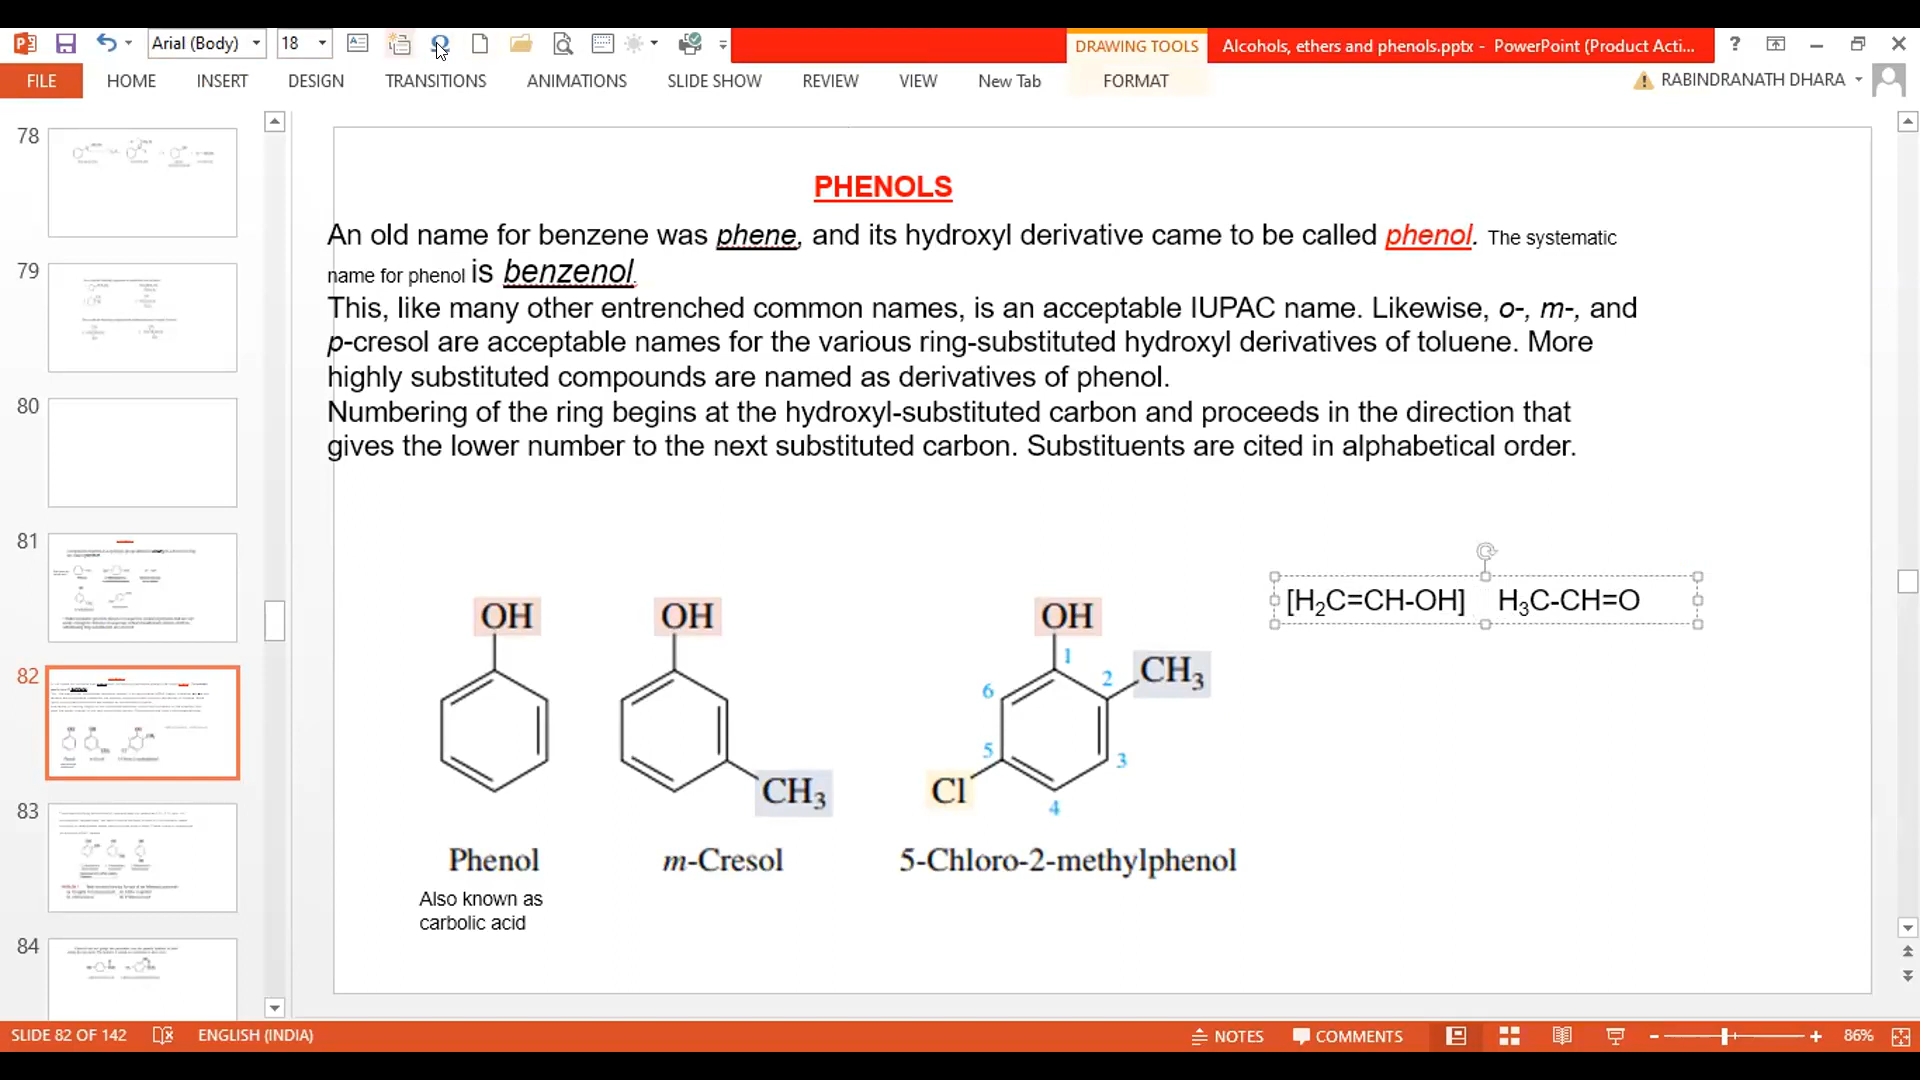 Arial (Body) 18
DRAWING TOOLS
Alcohols, ethers and phenols.pptx - PowerPoint (Product Acti...
?
FILE HOME INSERT DESIGN TRANSITIONS ANIMATIONS SLIDE SHOW REVIEW VIEW New Tab FORMAT
RABINDRANATH DHARA
78
79
80
81
82
83
84
PHENOLS
An old name for benzene was phene, and its hydroxyl derivative came to be called phenol. The systematic
name for phenol is benzenol.
This, like many other entrenched common names, is an acceptable IUPAC name. Likewise, o-, m-, and
p-cresol are acceptable names for the various ring-substituted hydroxyl derivatives of toluene. More
highly substituted compounds are named as derivatives of phenol.
Numbering of the ring begins at the hydroxyl-substituted carbon and proceeds in the direction that
gives the lower number to the next substituted carbon. Substituents are cited in alphabetical order.
[H₂C=CH-OH] H₃C-CH=O
OH
Phenol
Also known as
carbolic acid
OH
CH₃
m-Cresol
OH
1
2
CH₃
6
5
3
Cl
4
5-Chloro-2-methylphenol
SLIDE 82 OF 142 ENGLISH (INDIA)
NOTES COMMENTS 86%